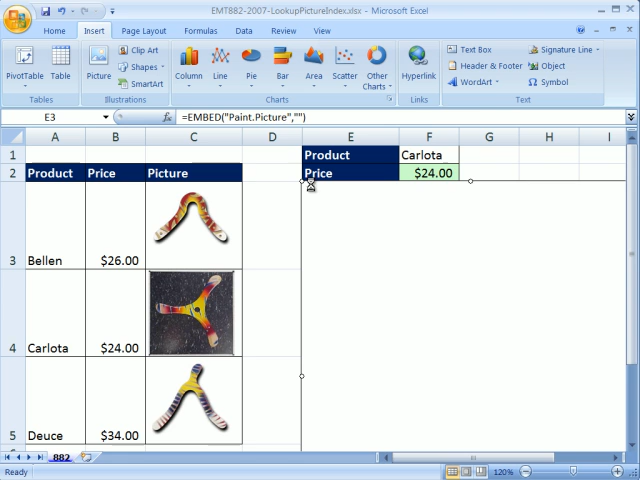 EMT882-2007-LookupPictureIndex.xlsx - Microsoft Excel
Home Insert Page Layout Formulas Data Review View
PivotTable Table Picture Clip Art Shapes SmartArt Column Line Pie Bar Area Scatter Other Charts Hyperlink Text Box Header & Footer WordArt Signature Line Object Symbol
Tables Illustrations Charts Links Text
E3 fx =EMBED("Paint.Picture","")
A B C D E F G H I
1 Product Carlota
2 Product Price Picture Price $24.00
3 Bellen $26.00
4 Carlota $24.00
5 Deuce $34.00
882
Ready 120%